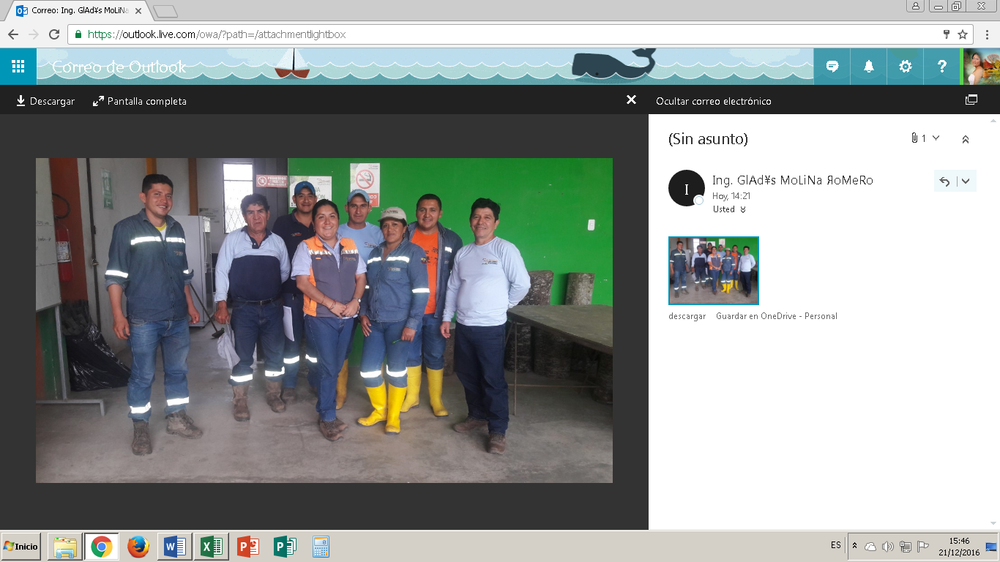 Correo: Ing. GlAd¥s MoLiNa
https://outlook.live.com/owa/?path=/attachmentlightbox
Correo de Outlook
Descargar
Pantalla completa
Ocultar correo electrónico
(Sin asunto)
1
I
Ing. GlAd¥s MoLiNa ЯoMeRo
Hoy, 14:21
Usted
descargar
Guardar en OneDrive - Personal
Inicio
ES
15:46
21/12/2016